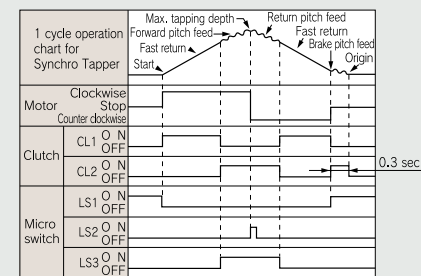 1 cycle operation
chart for
Synchro Tapper
Max. tapping depth
Return pitch feed
Forward pitch feed
Fast return
Fast return
Brake pitch feed
Start
Origin
Motor
Clockwise
Stop
Counter clockwise
Clutch
CL1 O N
OFF
CL2 O N
OFF
0.3 sec
Micro
switch
LS1 O N
OFF
LS2 O N
OFF
LS3 O N
OFF